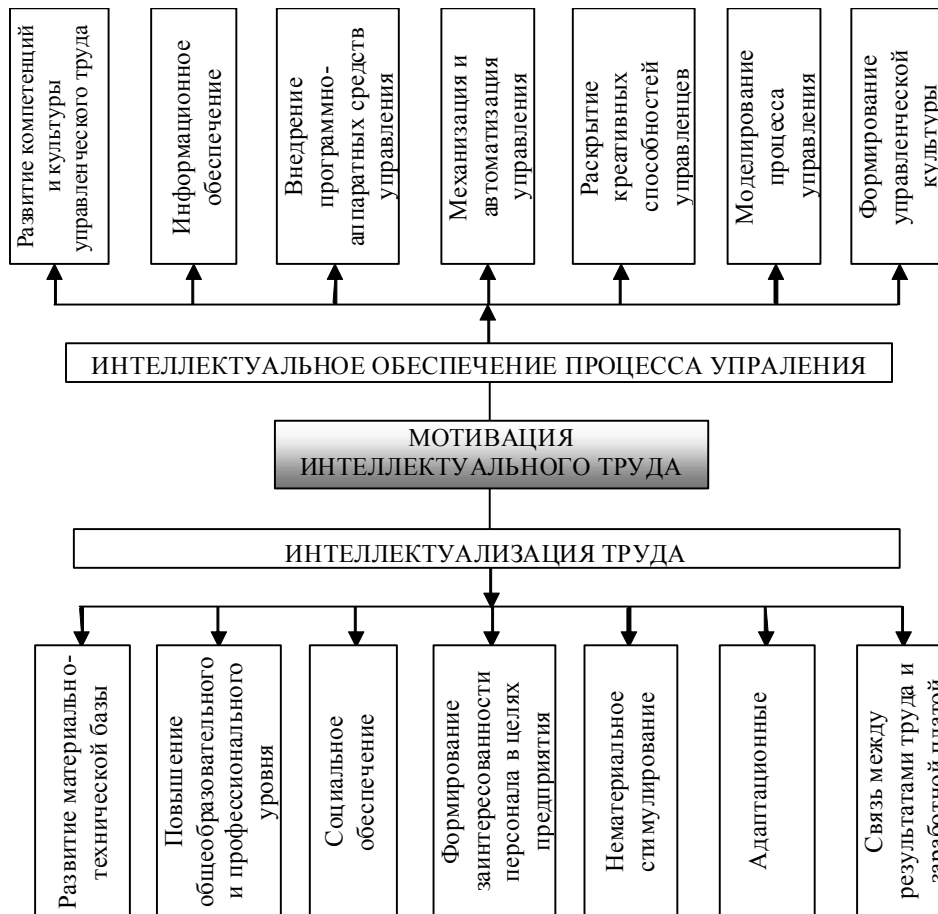 Развитие компетенций
и культуры
управленческого труда
Информационное
обеспечение
Внедрение
программно-
аппаратных средств
управления
Механизация и
автоматизация
управления
Раскрытие
креативных
способностей
управленцев
Моделирование
процесса
управления
Формирование
управленческой
культуры
ИНТЕЛЛЕКТУАЛЬНОЕ ОБЕСПЕЧЕНИЕ ПРОЦЕССА УПРАЛЕНИЯ
МОТИВАЦИЯ
ИНТЕЛЛЕКТУАЛЬНОГО ТРУДА
ИНТЕЛЛЕКТУАЛИЗАЦИЯ ТРУДА
Развитие материально-
технической базы
Повышение
общеобразовательного
и профессионального
уровня
Социальное
обеспечение
Формирование
заинтересованности
персонала в целях
предприятия
Нематериальное
стимулирование
Адаптационные
Связь между
результатами труда и
заработной платой